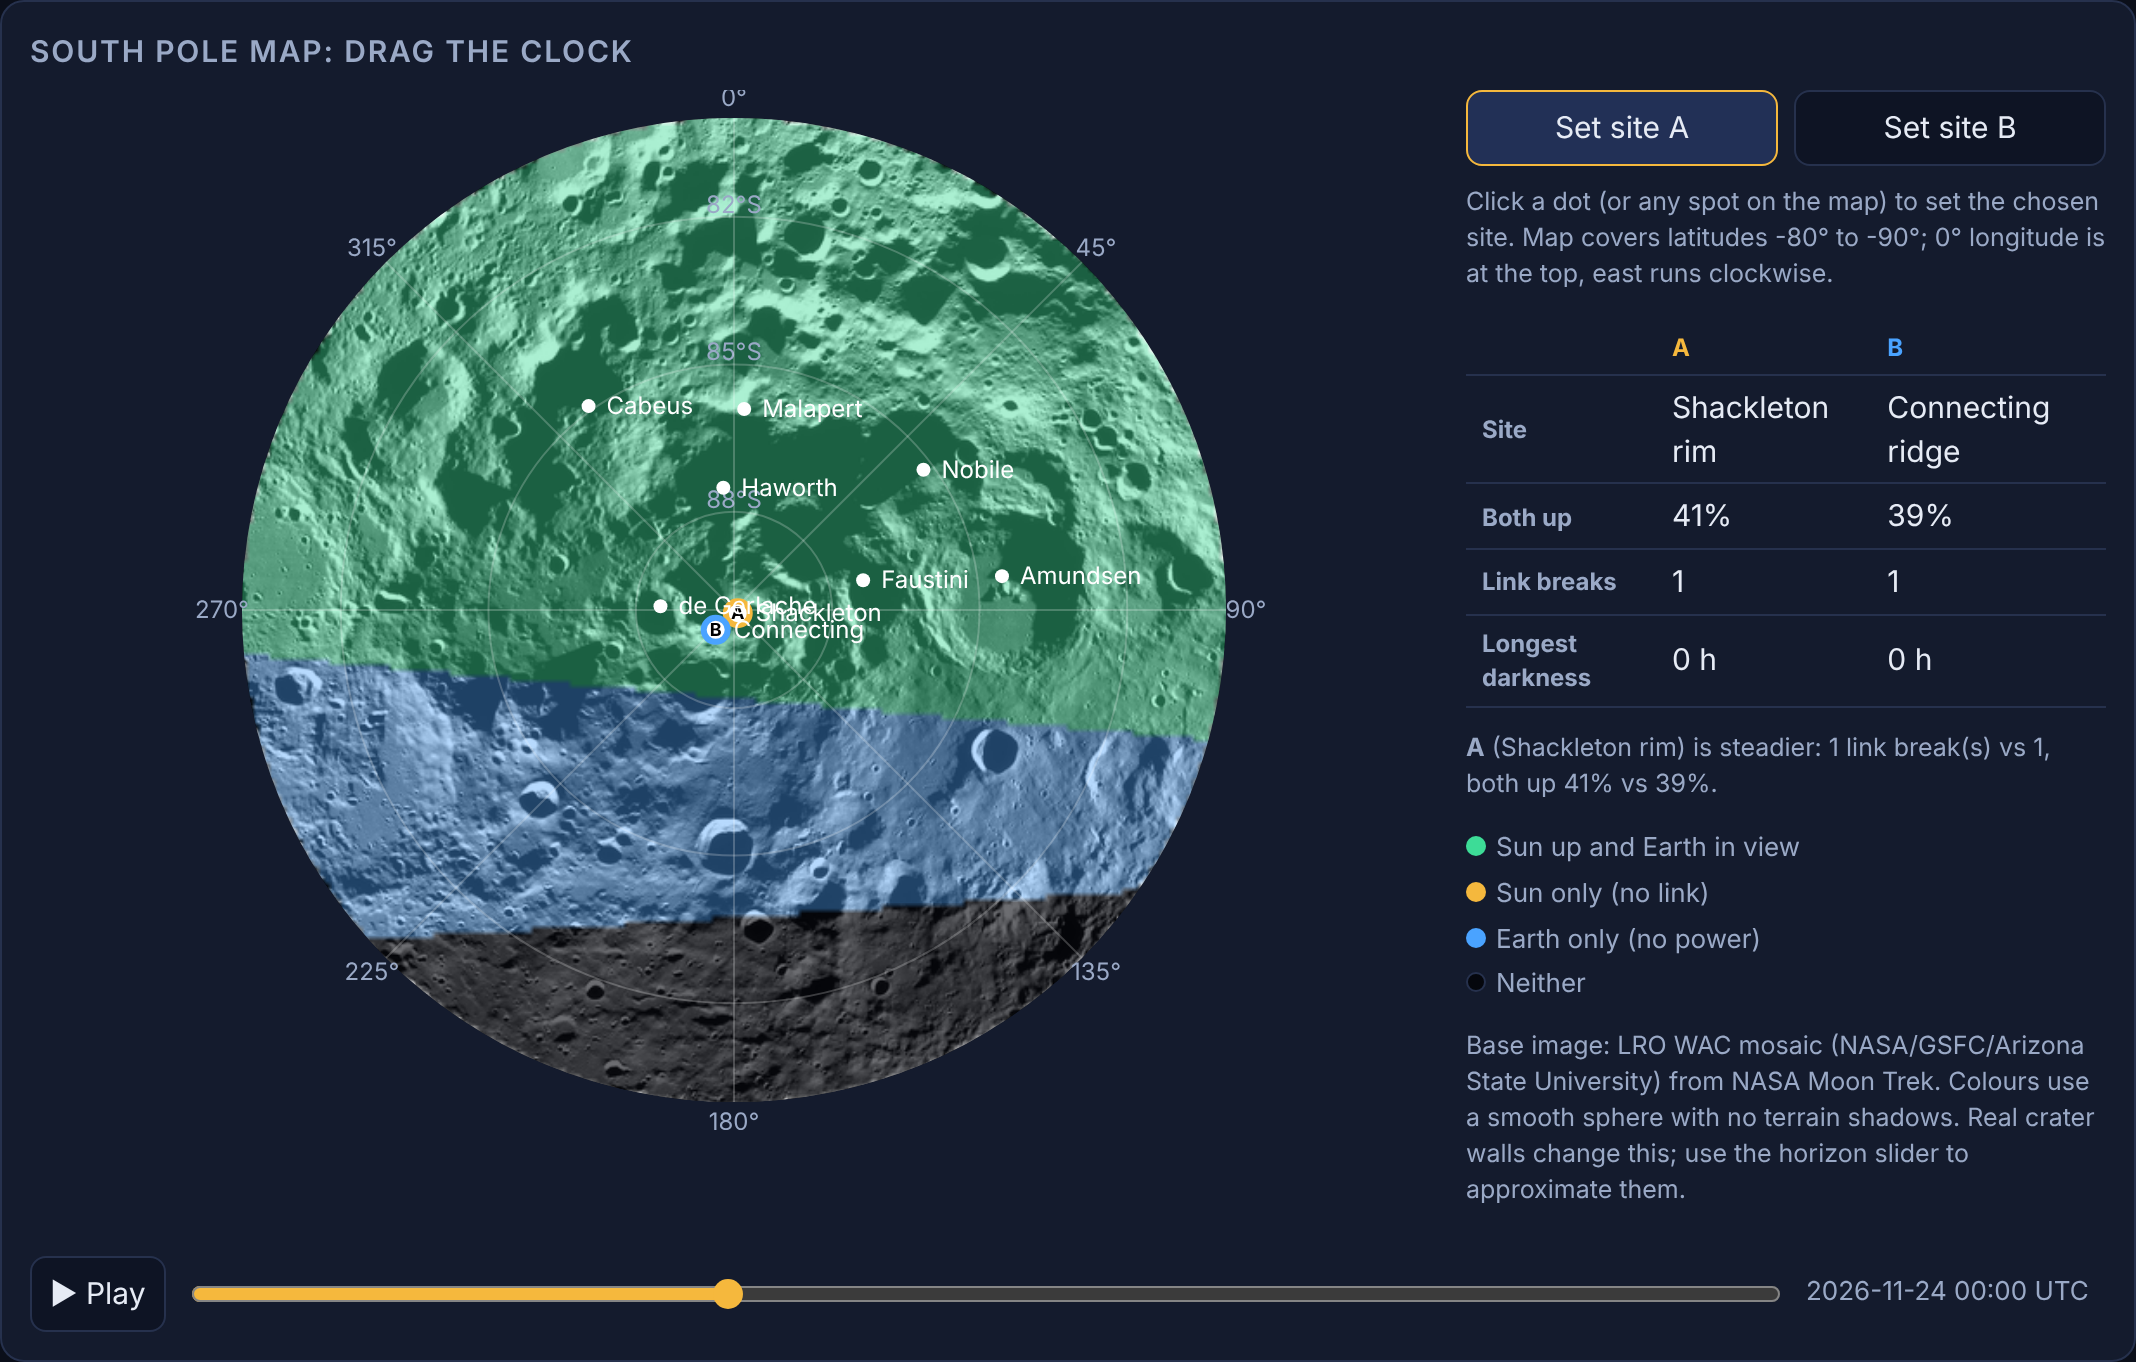 SOUTH POLE MAP: DRAG THE CLOCK
0°
82°S
315°
45°
85°S
Cabeus
Malapert
Nobile
Haworth
88°S
Faustini
Amundsen
de Gerlache
A
Shackleton
270°
90°
B
Connecting
225°
135°
180°
Set site A
Set site B
Click a dot (or any spot on the map) to set the chosen
site. Map covers latitudes -80° to -90°; 0° longitude is
at the top, east runs clockwise.
A B
Site Shackleton rim Connecting ridge
Both up 41% 39%
Link breaks 1 1
Longest darkness 0 h 0 h
A (Shackleton rim) is steadier: 1 link break(s) vs 1,
both up 41% vs 39%.
Sun up and Earth in view
Sun only (no link)
Earth only (no power)
Neither
Base image: LRO WAC mosaic (NASA/GSFC/Arizona
State University) from NASA Moon Trek. Colours use
a smooth sphere with no terrain shadows. Real crater
walls change this; use the horizon slider to
approximate them.
Play
2026-11-24 00:00 UTC